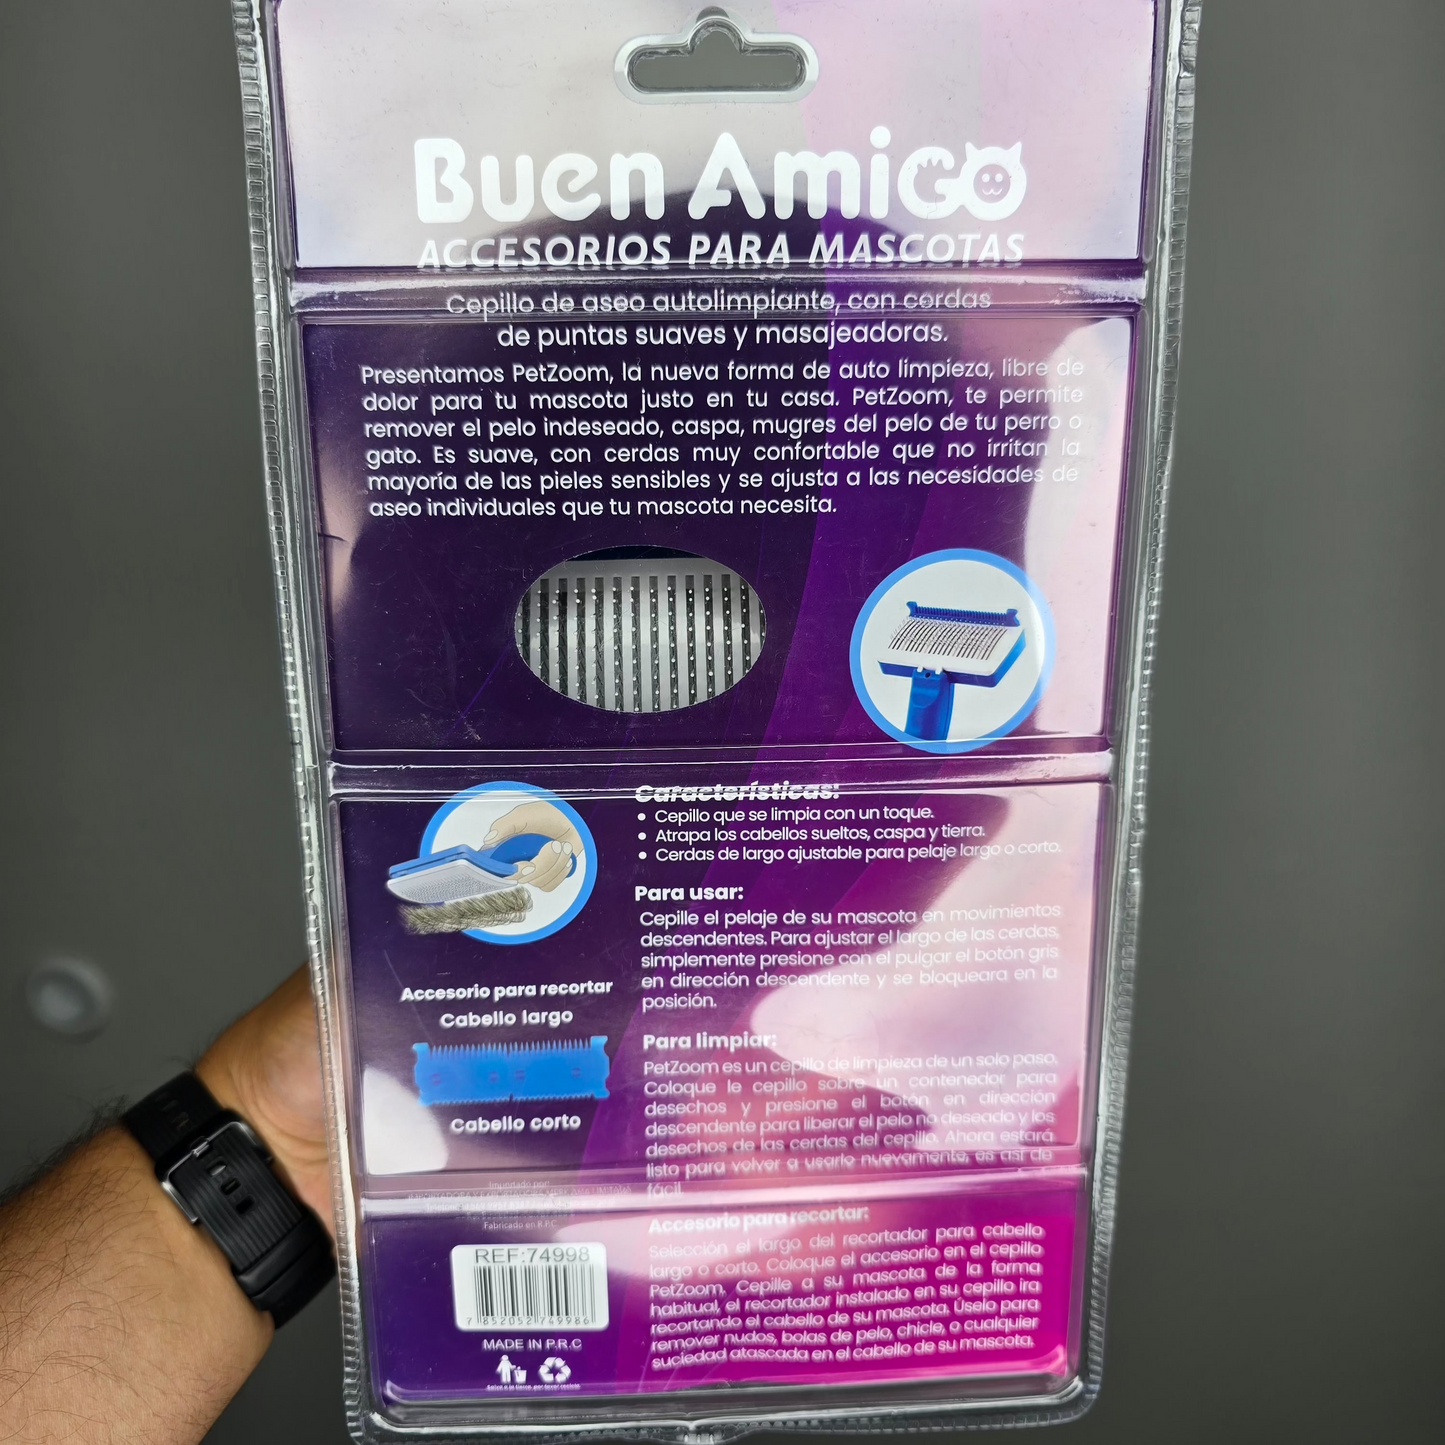 Buen Amigo
ACCESORIOS PARA MASCOTAS
Cepillo de aseo autolimpiante, con cerdas
de puntas suaves y masajeadoras.
Presentamos PetZoom, la nueva forma de auto limpieza, libre de
dolor para tu mascota justo en tu casa. PetZoom, te permite
remover el pelo indeseado, caspa, mugres del pelo de tu perro o
gato. Es suave, con cerdas muy confortable que no irritan la
mayoría de las pieles sensibles y se ajusta a las necesidades de
aseo individuales que tu mascota necesita.
Características:
• Cepillo que se limpia con un toque.
• Atrapa los cabellos sueltos, caspa y tierra.
• Cerdas de largo ajustable para pelaje largo o corto.
Para usar:
Cepille el pelaje de su mascota en movimientos
descendentes. Para ajustar el largo de las cerdas,
simplemente presione con el pulgar el botón gris
en dirección descendente y se bloqueara en la
posición.
Accesorio para recortar
Cabello largo
Cabello corto
Para limpiar:
PetZoom es un cepillo de limpieza de un solo paso.
Coloque le cepillo sobre un contenedor para
desechos y presione el botón en dirección
descendente para liberar el pelo no deseado y los
desechos de las cerdas del cepillo. Ahora estará
listo para volver a usarlo nuevamente, es así de
fácil
Accesorio para recortar:
Selección el largo del recortador para cabello
largo o corto. Coloque el accesorio en el cepillo
PetZoom. Cepille a su mascota de la forma
habitual, el recortador instalado en su cepillo ira
recortando el cabello de su mascota. Úselo para
remover nudos, bolas de pelo, chicle, o cualquier
suciedad atascada en el cabello de su mascota.
Importado por:
Fabricado en R.P.C.
REF:74998
7 852052 749986
MADE IN P.R.C
Salve a la tierra, por favor recicle